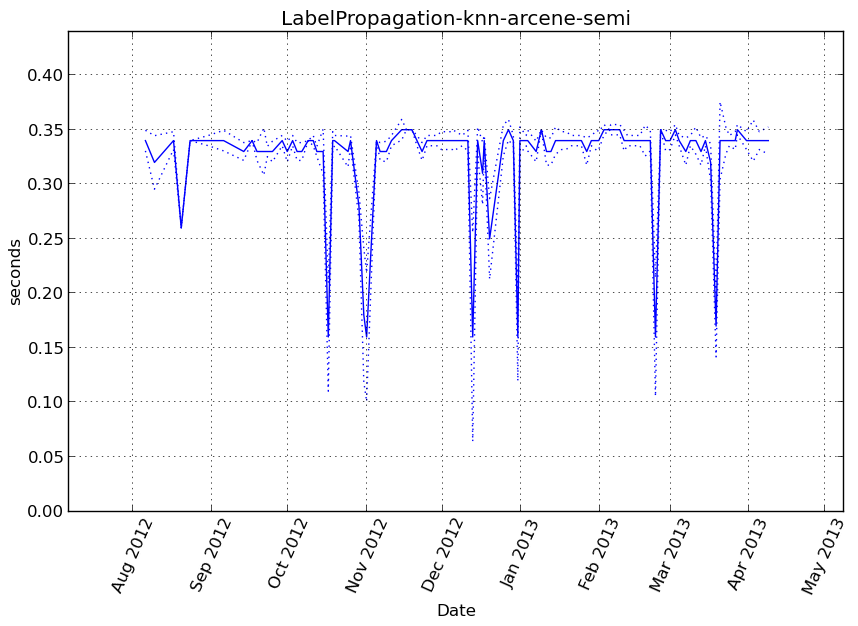 LabelPropagation-knn-arcene-semi
0.40
0.35
0.30
0.25
0.20
0.15
0.10
0.05
0.00
seconds
Aug 2012
Sep 2012
Oct 2012
Nov 2012
Dec 2012
Jan 2013
Feb 2013
Mar 2013
Apr 2013
May 2013
Date